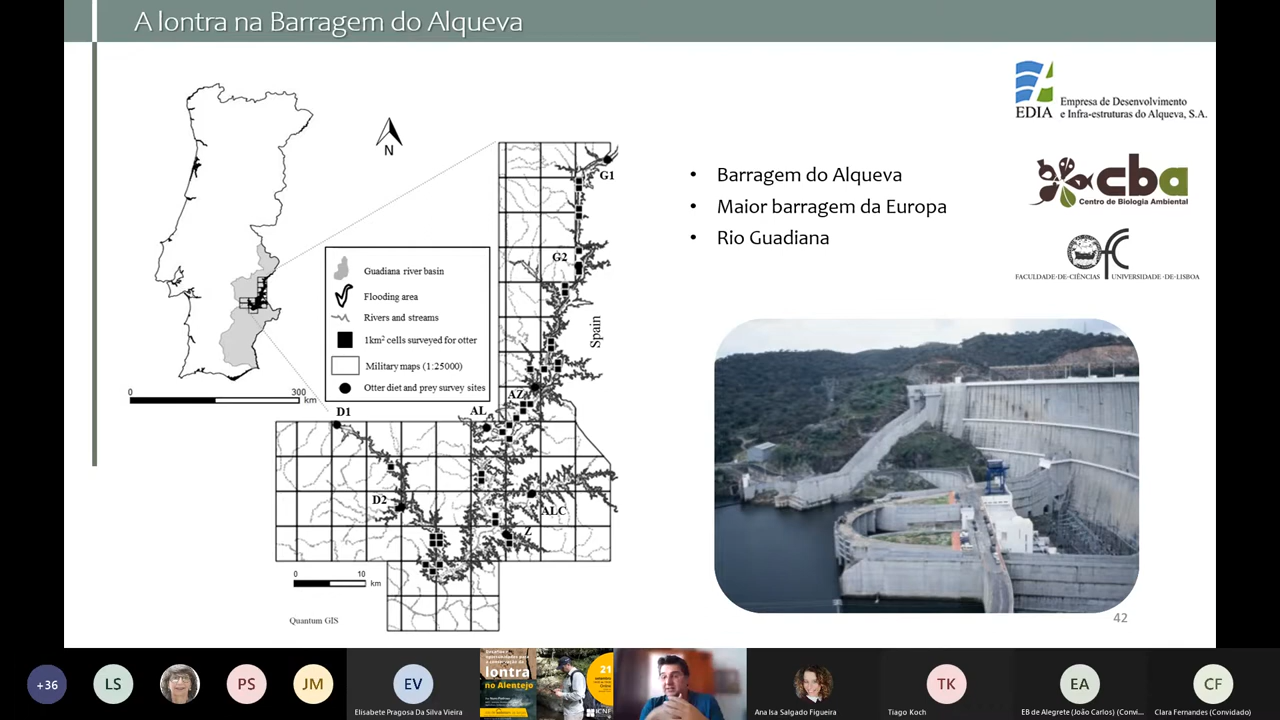 A lontra na Barragem do Alqueva
N
Guadiana river basin
Flooding area
Rivers and streams
1km² cells surveyed for otter
Military maps (1:25000)
Otter diet and prey survey sites
0 300
km
G1
G2
Spain
AZ
D1
AL
D2
ALC
Z
0 10
km
Quantum GIS
• Barragem do Alqueva
• Maior barragem da Europa
• Rio Guadiana
EDIA
Empresa de Desenvolvimento
e Infra-estruturas do Alqueva, S.A.
cba
Centro de Biologia Ambiental
FACULDADE·DE·CIÊNCIAS UNIVERSIDADE·DE·LISBOA
42
+36
LS
PS
JM
EV
Elisabete Pragosa Da Silva Vieira
lontra
no Alentejo
21
ICNF
Ana Isa Salgado Figueira
TK
Tiago Koch
EA
EB de Alegrete (João Carlos) (Convi...
CF
Clara Fernandes (Convidado)